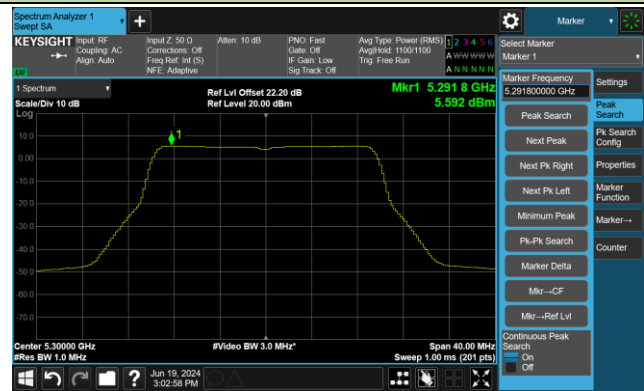 Spectrum Analyzer 1
Swept SA
Marker
KEYSIGHT
Input: RF
Coupling: AC
Align: Auto
Input Z: 50 Ω
Corrections: Off
Freq Ref: Int (S)
NFE: Adaptive
Atten: 10 dB
PNO: Fast
Gate: Off
IF Gain: Low
Sig Track: Off
Avg Type: Power (RMS)
Avg|Hold: 1100/1100
Trig: Free Run
1 2 3 4 5 6
A W W W W W
A N N N N N
Select Marker
Marker 1
1 Spectrum
Scale/Div 10 dB
Log
Ref Lvl Offset 22.20 dB
Ref Level 20.00 dBm
Mkr1 5.291 8 GHz
5.592 dBm
1
10.0
0.00
-10.0
-20.0
-30.0
-40.0
-50.0
-60.0
-70.0
Center 5.30000 GHz
#Res BW 1.0 MHz
#Video BW 3.0 MHz*
Span 40.00 MHz
Sweep 1.00 ms (201 pts)
Marker Frequency
5.291800000 GHz
Peak Search
Next Peak
Next Pk Right
Next Pk Left
Minimum Peak
Pk-Pk Search
Marker Delta
Mkr→CF
Mkr→Ref Lvl
Continuous Peak
Search
On
Off
Settings
Peak
Search
Pk Search
Config
Properties
Marker
Function
Marker→
Counter
Jun 19, 2024
3:02:58 PM